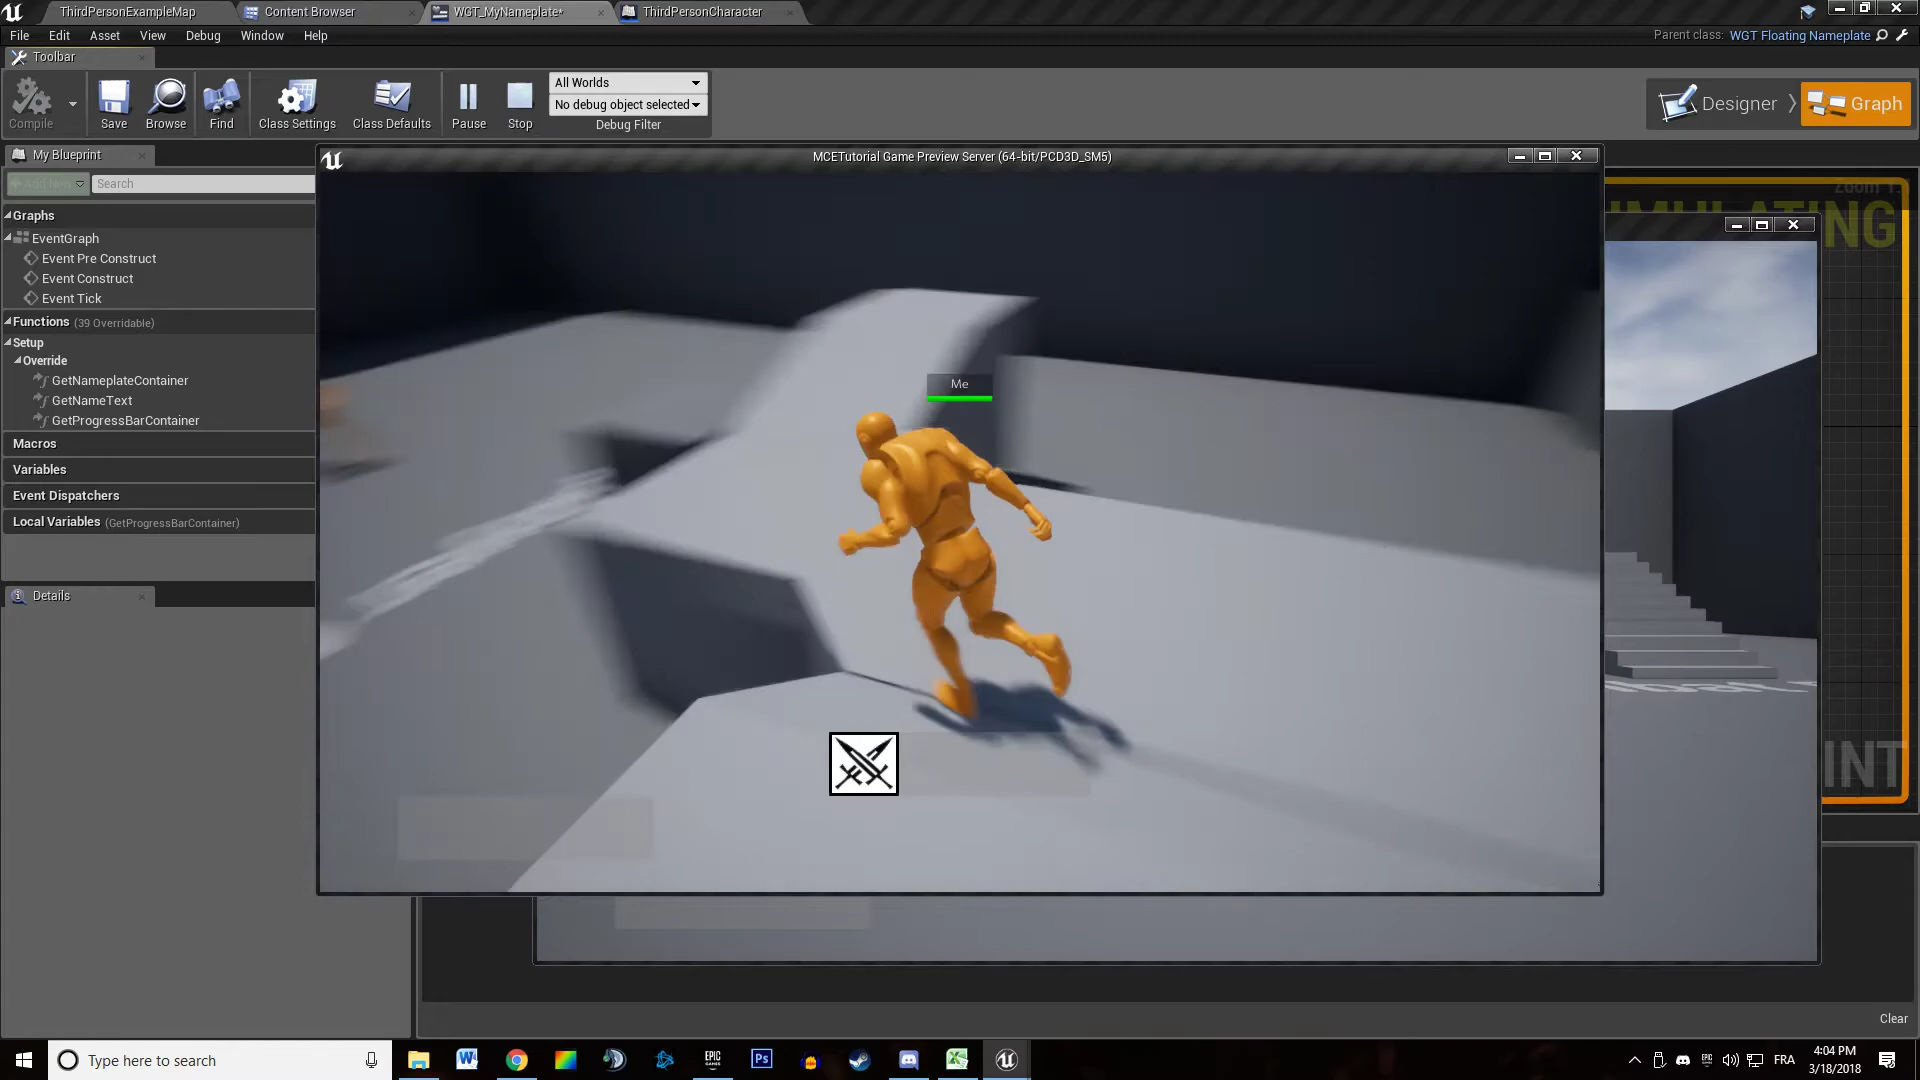 ThirdPersonExampleMap
Content Browser
WGT_MyNameplate*
ThirdPersonCharacter
File Edit Asset View Debug Window Help
Parent class: WGT Floating Nameplate
Toolbar
Compile
Save
Browse
Find
Class Settings
Class Defaults
Pause
Stop
All Worlds
No debug object selected
Debug Filter
Designer
Graph
My Blueprint
Search
MCETutorial Game Preview Server (64-bit/PCD3D_SM5)
Graphs
EventGraph
Event Pre Construct
Event Construct
Event Tick
Functions (39 Overridable)
Setup
Override
GetNameplateContainer
GetNameText
GetProgressBarContainer
Macros
Variables
Event Dispatchers
Local Variables (GetProgressBarContainer)
Details
Me
Clear
Type here to search
FRA
4:04 PM
3/18/2018